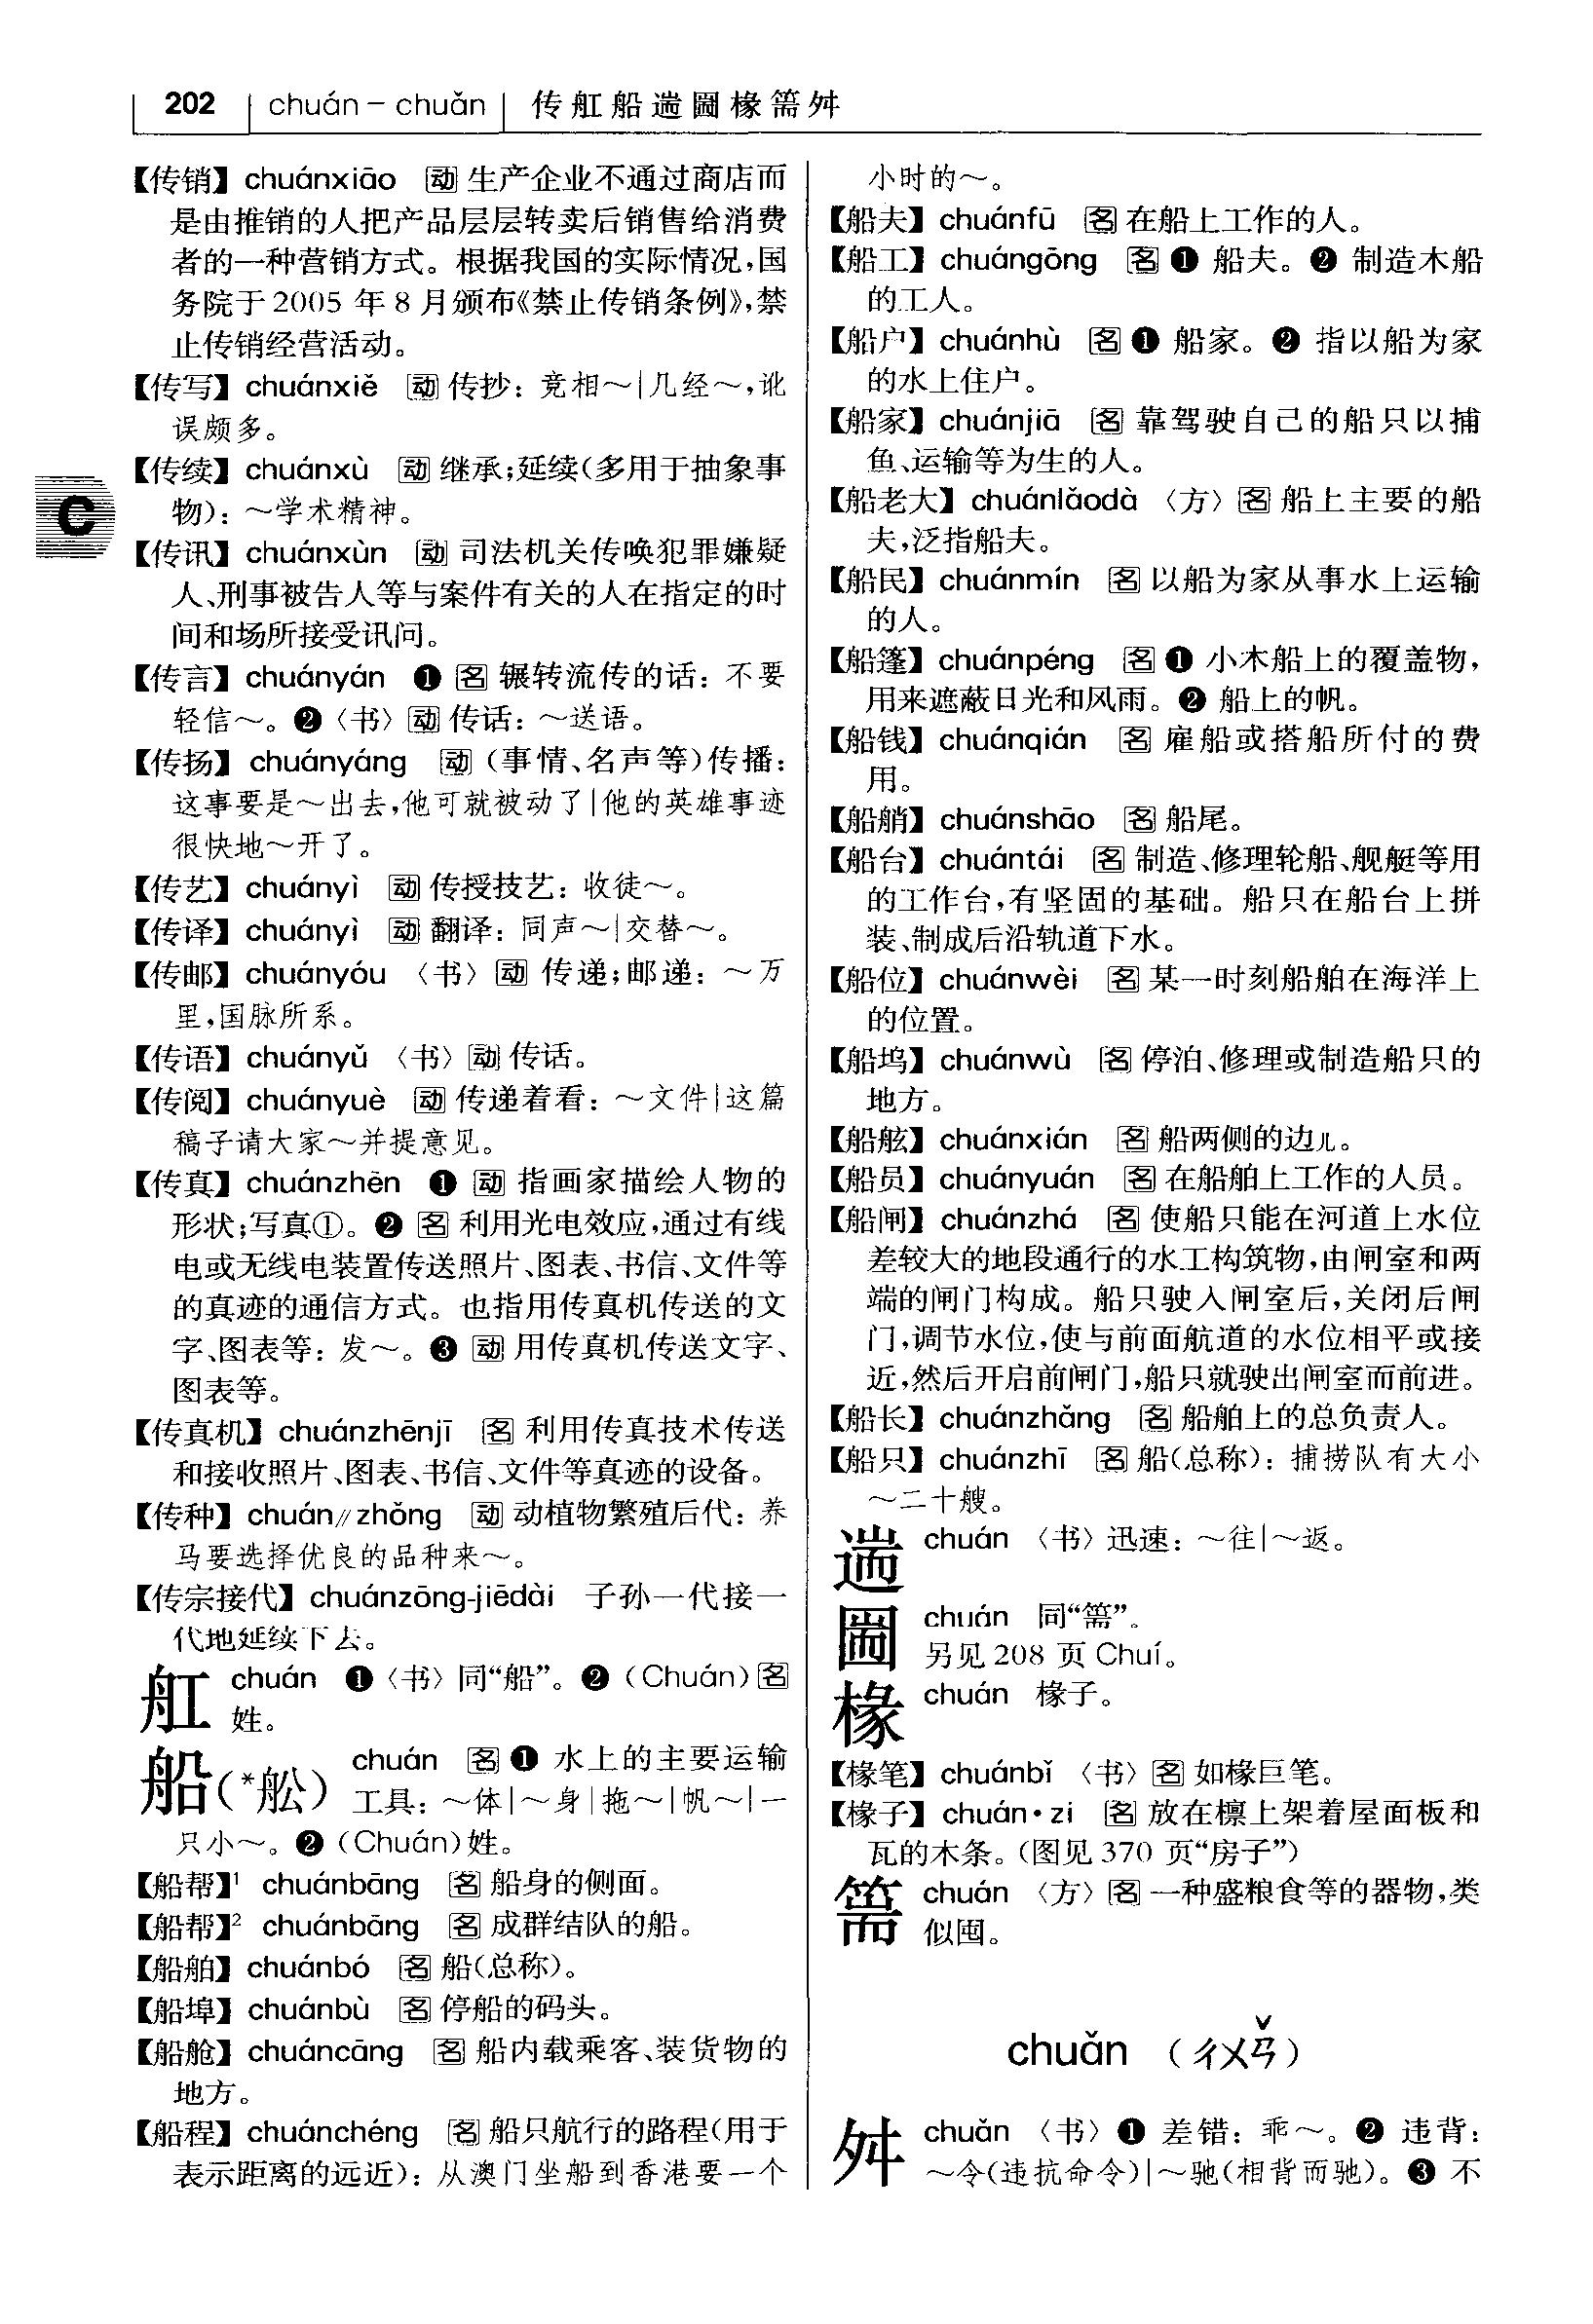 202 chuán－chuǎn 传舡船遄圌椽篅舛
【传销】 chuánxiāo 动 生产企业不通过商店而
是由推销的人把产品层层转卖后销售给消费
者的一种营销方式。根据我国的实际情况，国
务院于2005年8月颁布《禁止传销条例》，禁
止传销经营活动。
【传写】 chuánxiě 动 传抄：竞相～|几经～，讹
误颇多。
【传续】 chuánxù 动 继承；延续（多用于抽象事
物）：～学术精神。
C
【传讯】 chuánxùn 动 司法机关传唤犯罪嫌疑
人、刑事被告人等与案件有关的人在指定的时
间和场所接受讯问。
【传言】 chuányán ❶ 名 辗转流传的话：不要
轻信～。❷〈书〉动 传话：～送语。
【传扬】 chuányáng 动（事情、名声等）传播：
这事要是～出去，他可就被动了|他的英雄事迹
很快地～开了。
【传艺】 chuányì 动 传授技艺：收徒～。
【传译】 chuányì 动 翻译：同声～|交替～。
【传邮】 chuányóu 〈书〉动 传递；邮递：～万
里，国脉所系。
【传语】 chuányǔ 〈书〉动 传话。
【传阅】 chuányuè 动 传递着看：～文件|这篇
稿子请大家～并提意见。
【传真】 chuánzhēn ❶ 动 指画家描绘人物的
形状；写真①。❷ 名 利用光电效应，通过有线
电或无线电装置传送照片、图表、书信、文件等
的真迹的通信方式。也指用传真机传送的文
字、图表等：发～。❸ 动 用传真机传送文字、
图表等。
【传真机】 chuánzhēnjī 名 利用传真技术传送
和接收照片、图表、书信、文件等真迹的设备。
【传种】 chuán∥zhǒng 动 动植物繁殖后代：养
马要选择优良的品种来～。
【传宗接代】 chuánzōng-jiēdài 子孙一代接一
代地延续下去。
舡 chuán ❶〈书〉同“船”。❷（Chuán）名
姓。
船（*舩） chuán 名 ❶ 水上的主要运输
工具：～体|～身|拖～|帆～|一
只小～。❷（Chuán）姓。
【船帮】¹ chuánbāng 名 船身的侧面。
【船帮】² chuánbāng 名 成群结队的船。
【船舶】 chuánbó 名 船（总称）。
【船埠】 chuánbù 名 停船的码头。
【船舱】 chuáncāng 名 船内载乘客、装货物的
地方。
【船程】 chuánchéng 名 船只航行的路程（用于
表示距离的远近）：从澳门坐船到香港要一个
小时的～。
【船夫】 chuánfū 名 在船上工作的人。
【船工】 chuángōng 名 ❶ 船夫。❷ 制造木船
的工人。
【船户】 chuánhù 名 ❶ 船家。❷ 指以船为家
的水上住户。
【船家】 chuánjiā 名 靠驾驶自己的船只以捕
鱼、运输等为生的人。
【船老大】 chuánlǎodà 〈方〉名 船上主要的船
夫，泛指船夫。
【船民】 chuánmín 名 以船为家从事水上运输
的人。
【船篷】 chuánpéng 名 ❶ 小木船上的覆盖物，
用来遮蔽日光和风雨。❷ 船上的帆。
【船钱】 chuánqián 名 雇船或搭船所付的费
用。
【船艄】 chuánshāo 名 船尾。
【船台】 chuántái 名 制造、修理轮船、舰艇等用
的工作台，有坚固的基础。船只在船台上拼
装、制成后沿轨道下水。
【船位】 chuánwèi 名 某一时刻船舶在海洋上
的位置。
【船坞】 chuánwù 名 停泊、修理或制造船只的
地方。
【船舷】 chuánxián 名 船两侧的边儿。
【船员】 chuányuán 名 在船舶上工作的人员。
【船闸】 chuánzhá 名 使船只能在河道上水位
差较大的地段通行的水工构筑物，由闸室和两
端的闸门构成。船只驶入闸室后，关闭后闸
门，调节水位，使与前面航道的水位相平或接
近，然后开启前闸门，船只就驶出闸室而前进。
【船长】 chuánzhǎng 名 船舶上的总负责人。
【船只】 chuánzhī 名 船（总称）：捕捞队有大小
～二十艘。
遄 chuán 〈书〉迅速：～往|～返。
圌 chuán 同“篅”。
另见208页Chuí。
椽 chuán 椽子。
【椽笔】 chuánbǐ 〈书〉名 如椽巨笔。
【椽子】 chuán·zi 名 放在檩上架着屋面板和
瓦的木条。（图见370页“房子”）
篅 chuán 〈方〉名 一种盛粮食等的器物，类
似囤。
chuǎn （ㄔㄨㄢˇ）
舛 chuǎn 〈书〉❶ 差错：乖～。❷ 违背：
～令（违抗命令）|～驰（相背而驰）。❸ 不